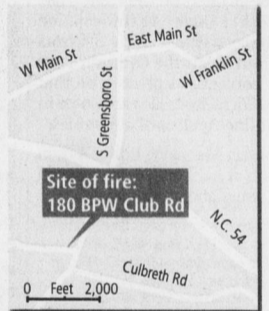 East Main St
W Main St
W Franklin St
S Greensboro St
Site of fire:
180 BPW Club Rd
N.C. 54
Culbreth Rd
0 Feet 2,000